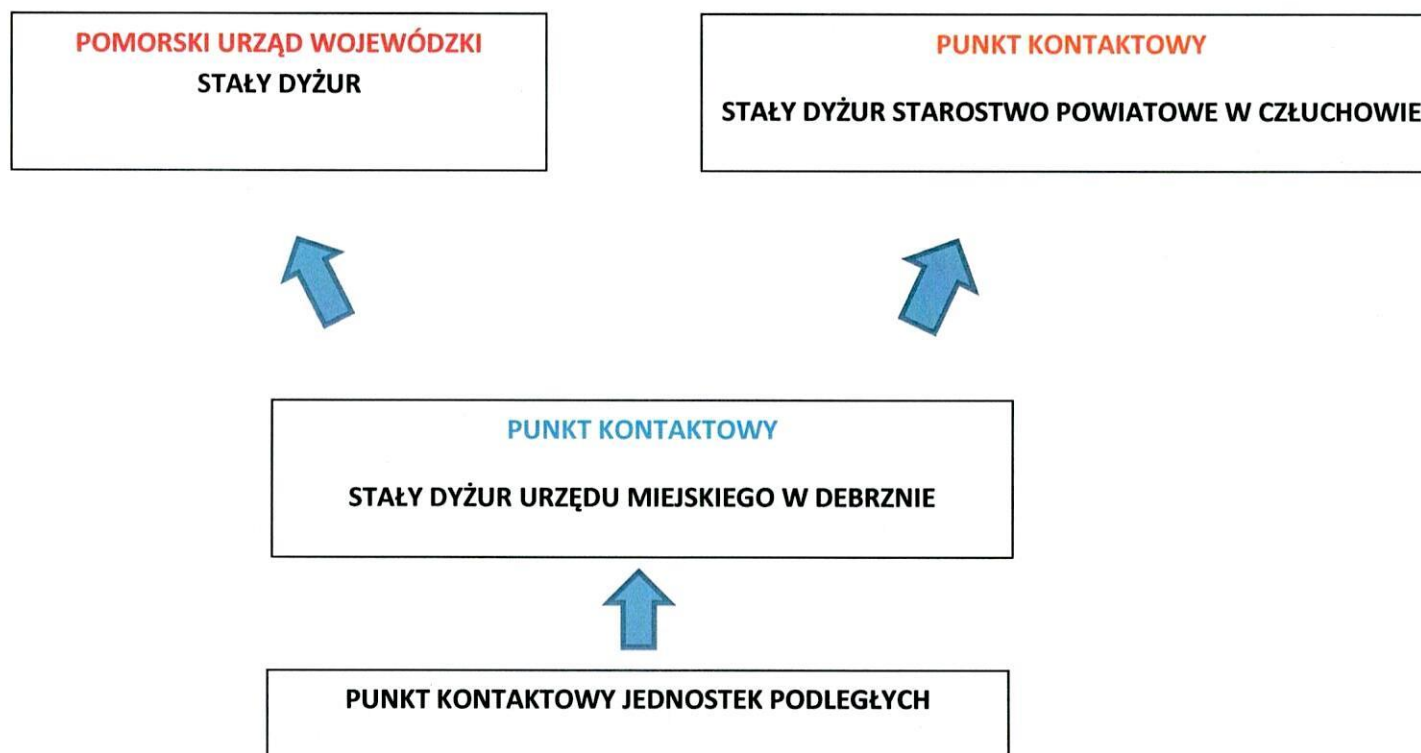 POMORSKI URZĄD WOJEWÓDZKI
STAŁY DYŻUR
PUNKT KONTAKTOWY
STAŁY DYŻUR STAROSTWO POWIATOWE W CZŁUCHOWIE
PUNKT KONTAKTOWY
STAŁY DYŻUR URZĘDU MIEJSKIEGO W DEBRZNIE
PUNKT KONTAKTOWY JEDNOSTEK PODLEGŁYCH